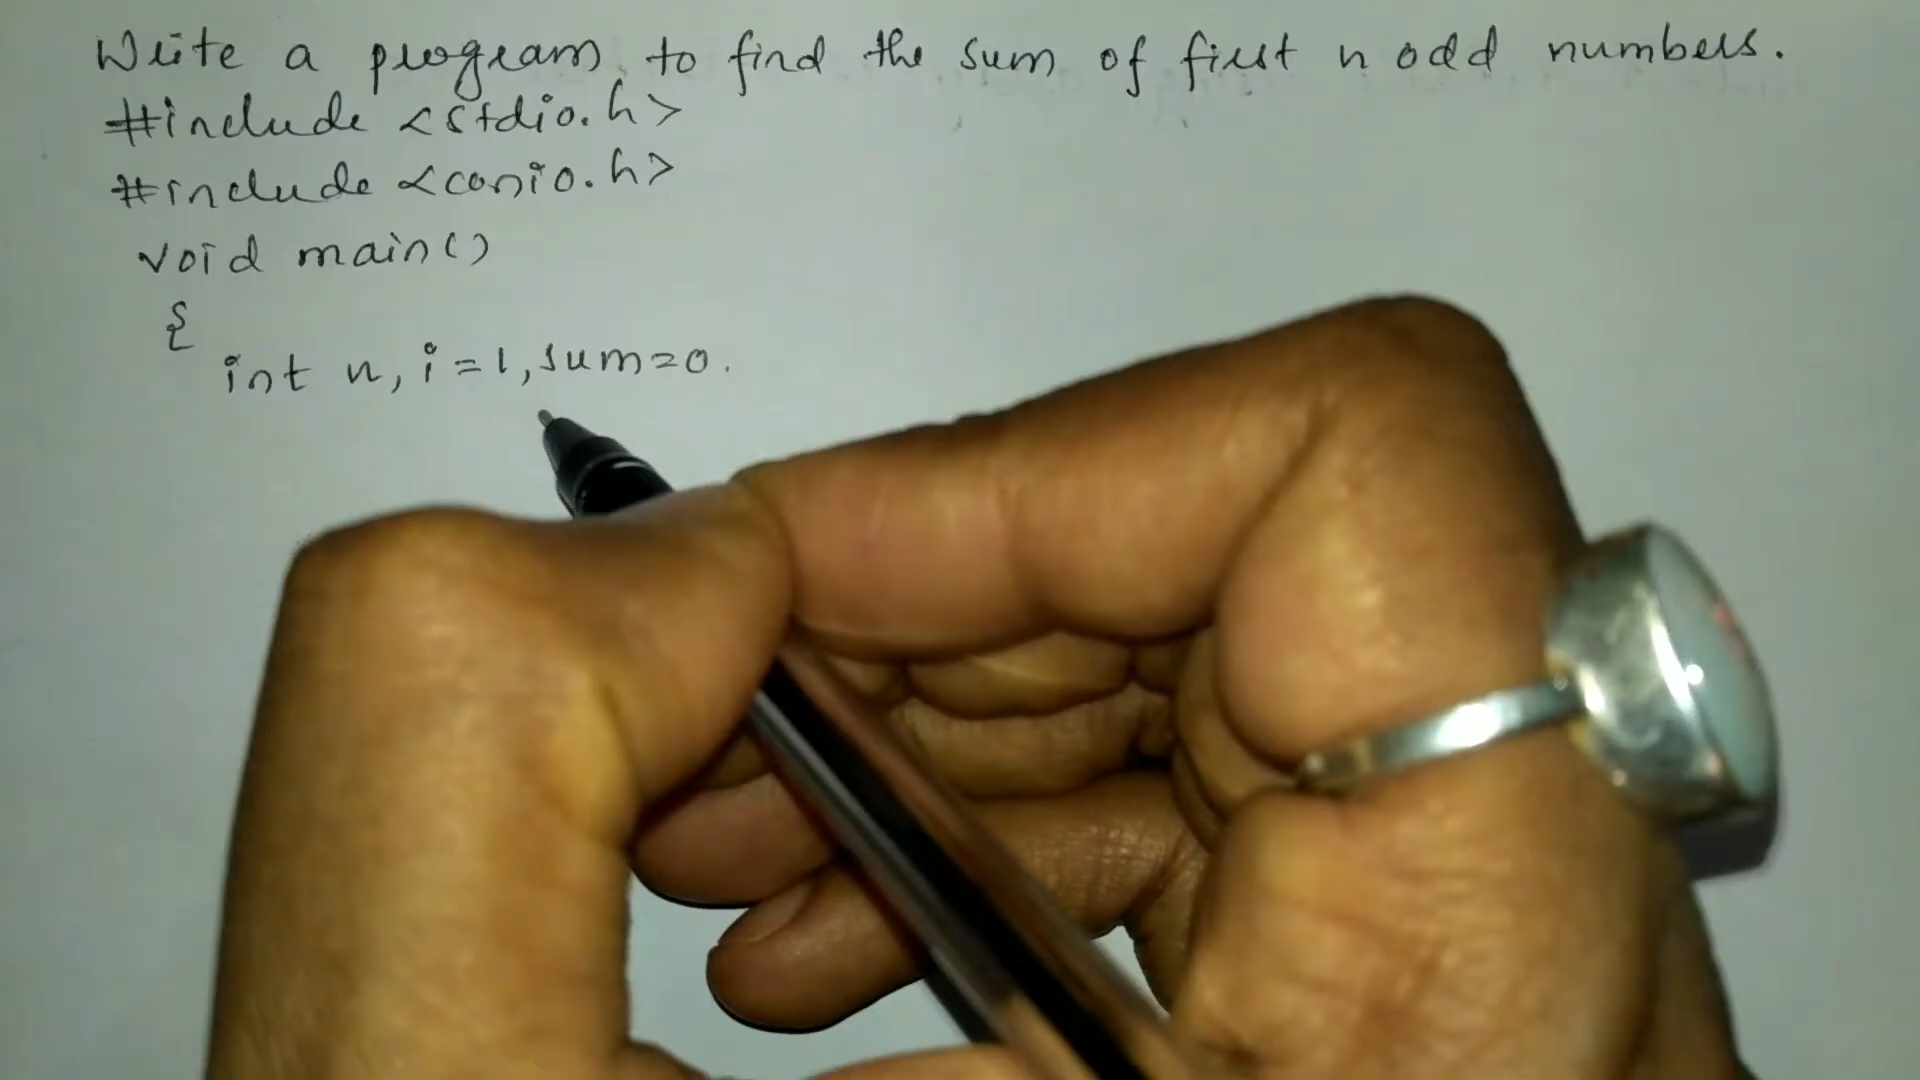 Write a program to find the sum of first n odd numbers.
#include <stdio.h>
#include <conio.h>
void main()
{
int n, i=1, sum=0.